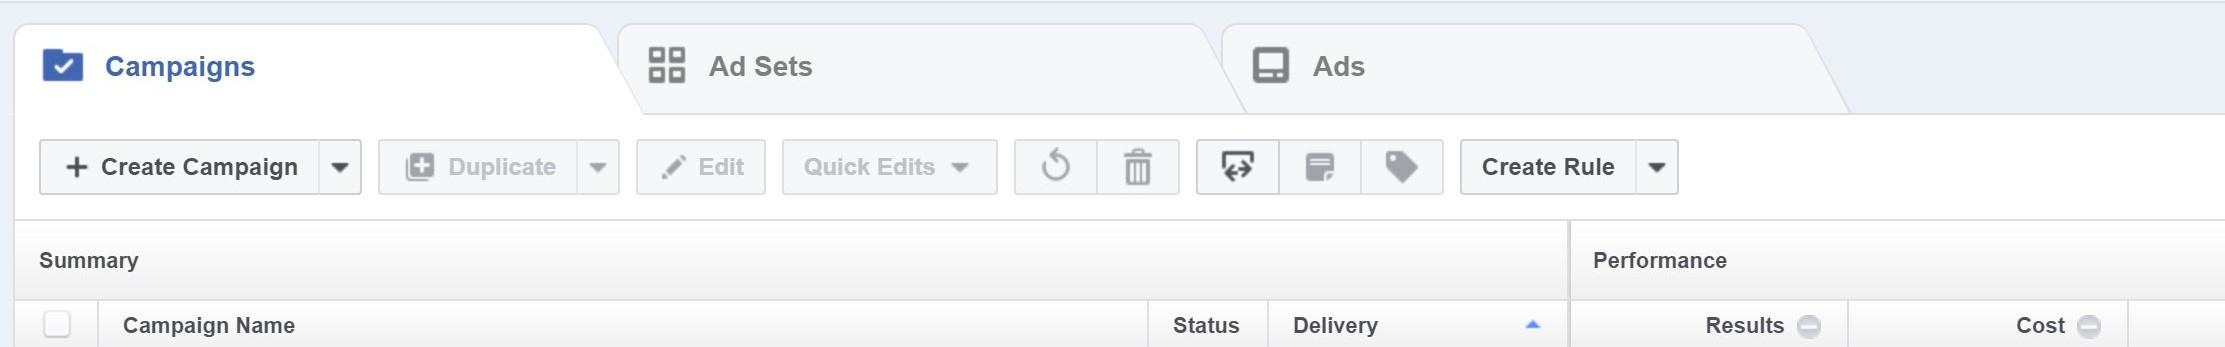 Campaigns Ad Sets Ads
Create Campaign Duplicate Edit Quick Edits Create Rule
Summary Performance
Campaign Name Status Delivery Results Cost